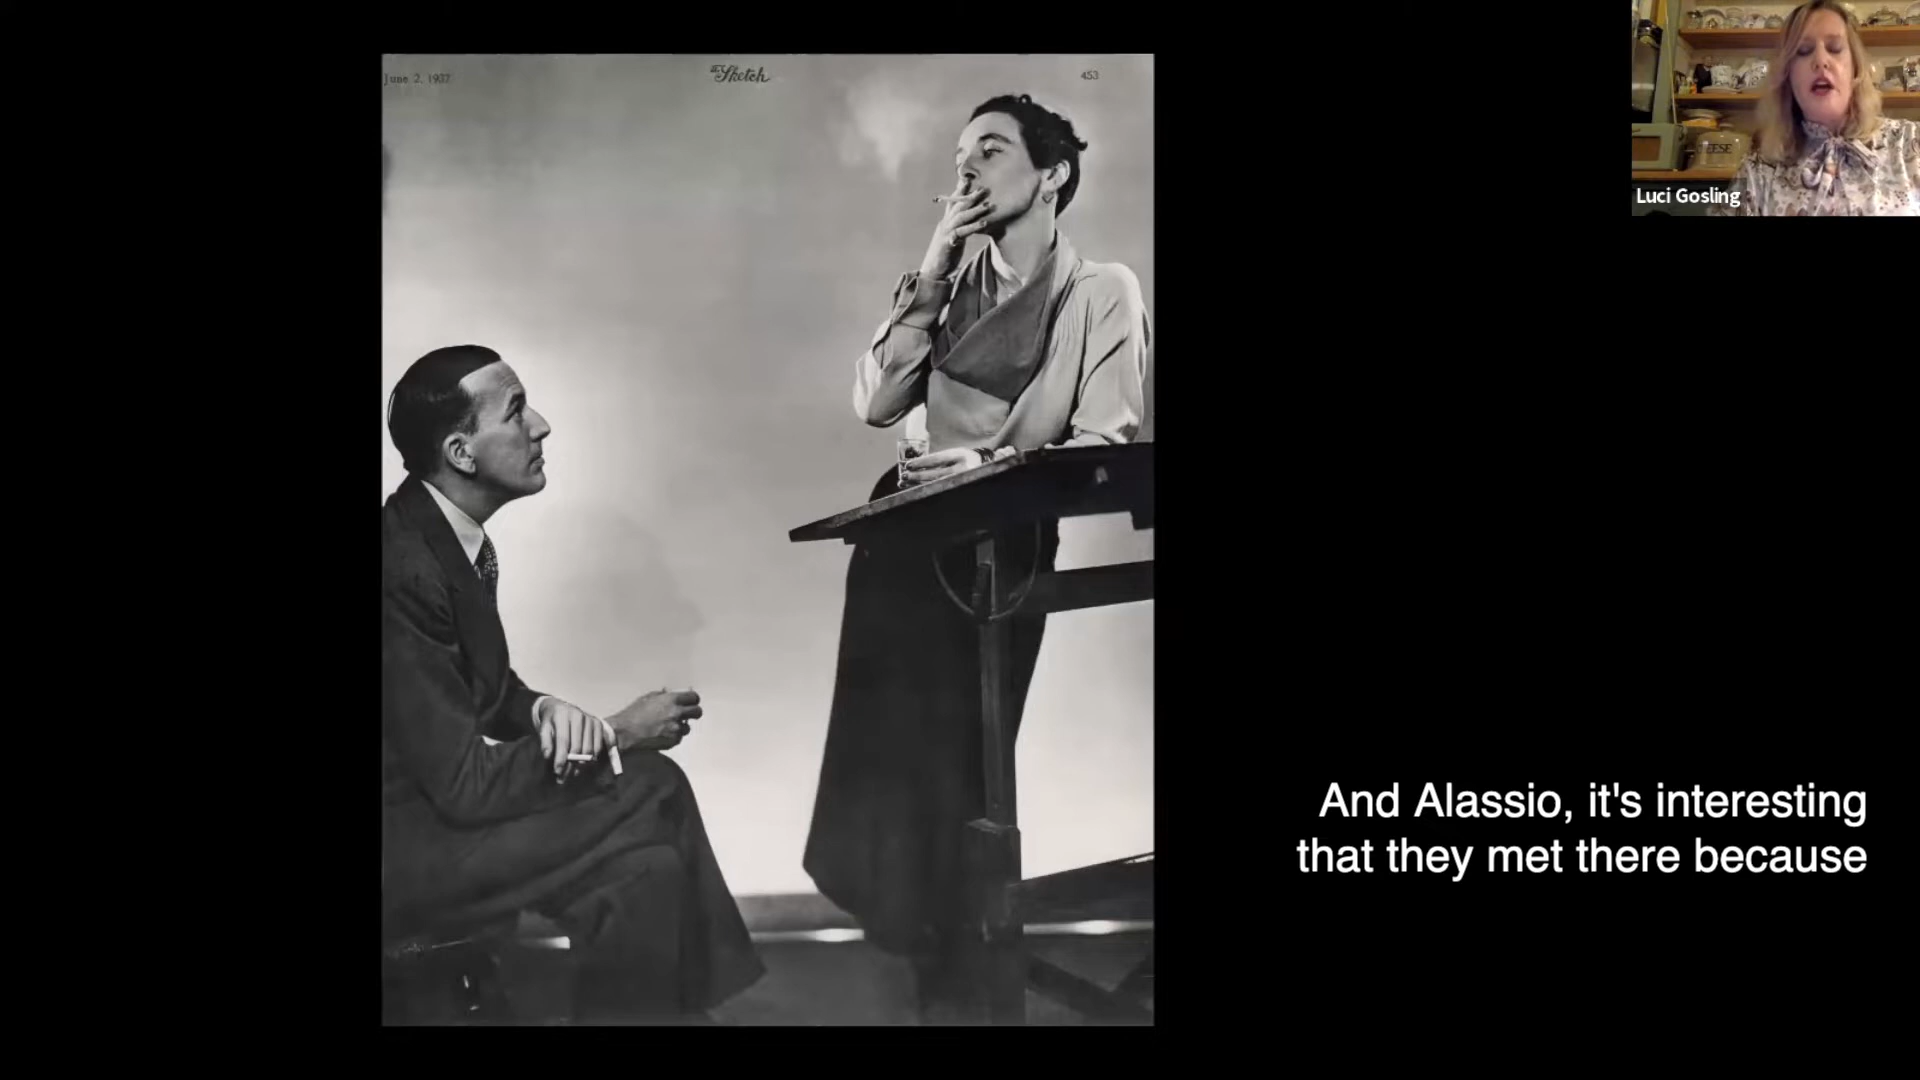 June 2, 1937
The Sketch
453
Luci Gosling
And Alassio, it's interesting
that they met there because